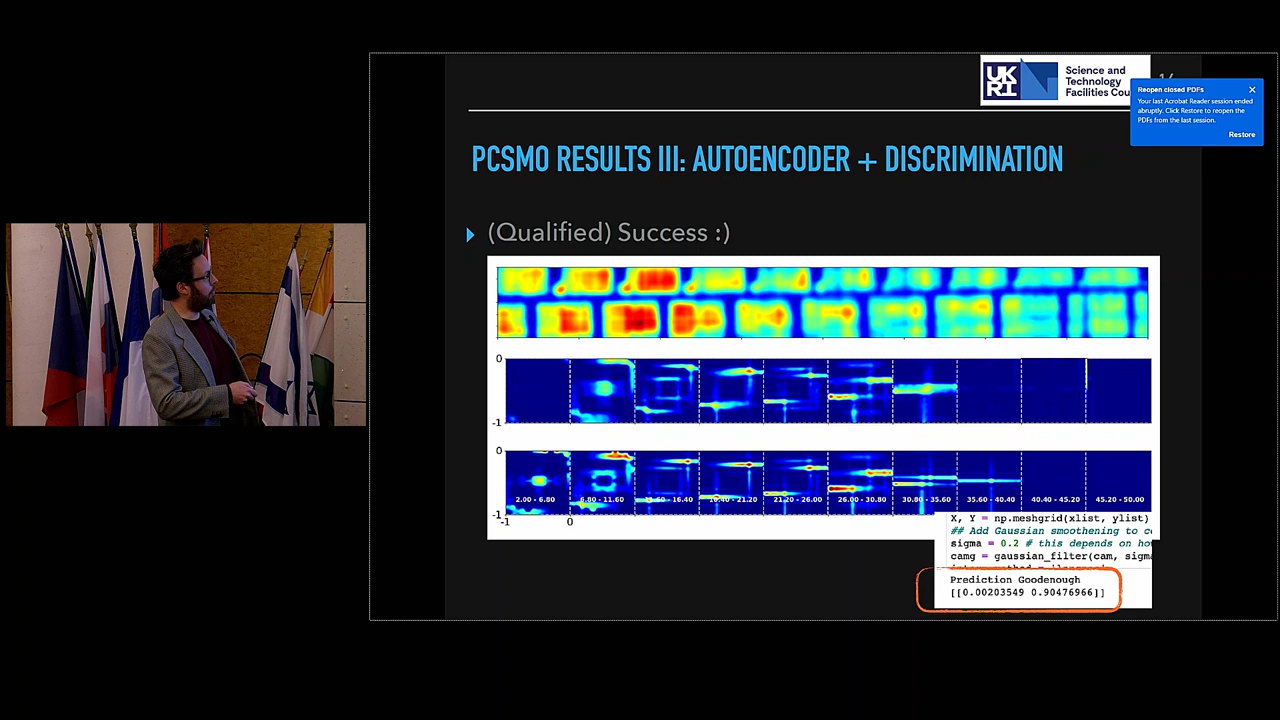 UK
RI
Science and
Technology
Facilities Cou
Reopen closed PDFs
Your last Acrobat Reader session ended
abruptly. Click Restore to reopen the
PDFs from the last session.
Restore
PCSMO RESULTS III: AUTOENCODER + DISCRIMINATION
(Qualified) Success :)
0
-1
0
2.00 - 6.80 6.80 - 11.60 - 16.40 - 21.20 21.20 - 26.00 26.00 - 30.80 30.80 - 35.60 35.60 - 40.40 40.40 - 45.20 45.20 - 50.00
-1
-1 0
X, Y = np.meshgrid(xlist, ylist)
## Add Gaussian smoothening to c
sigma = 0.2 # this depends on ho
camg = gaussian_filter(cam, sigma
Prediction Goodenough
[[0.00203549 0.90476966]]